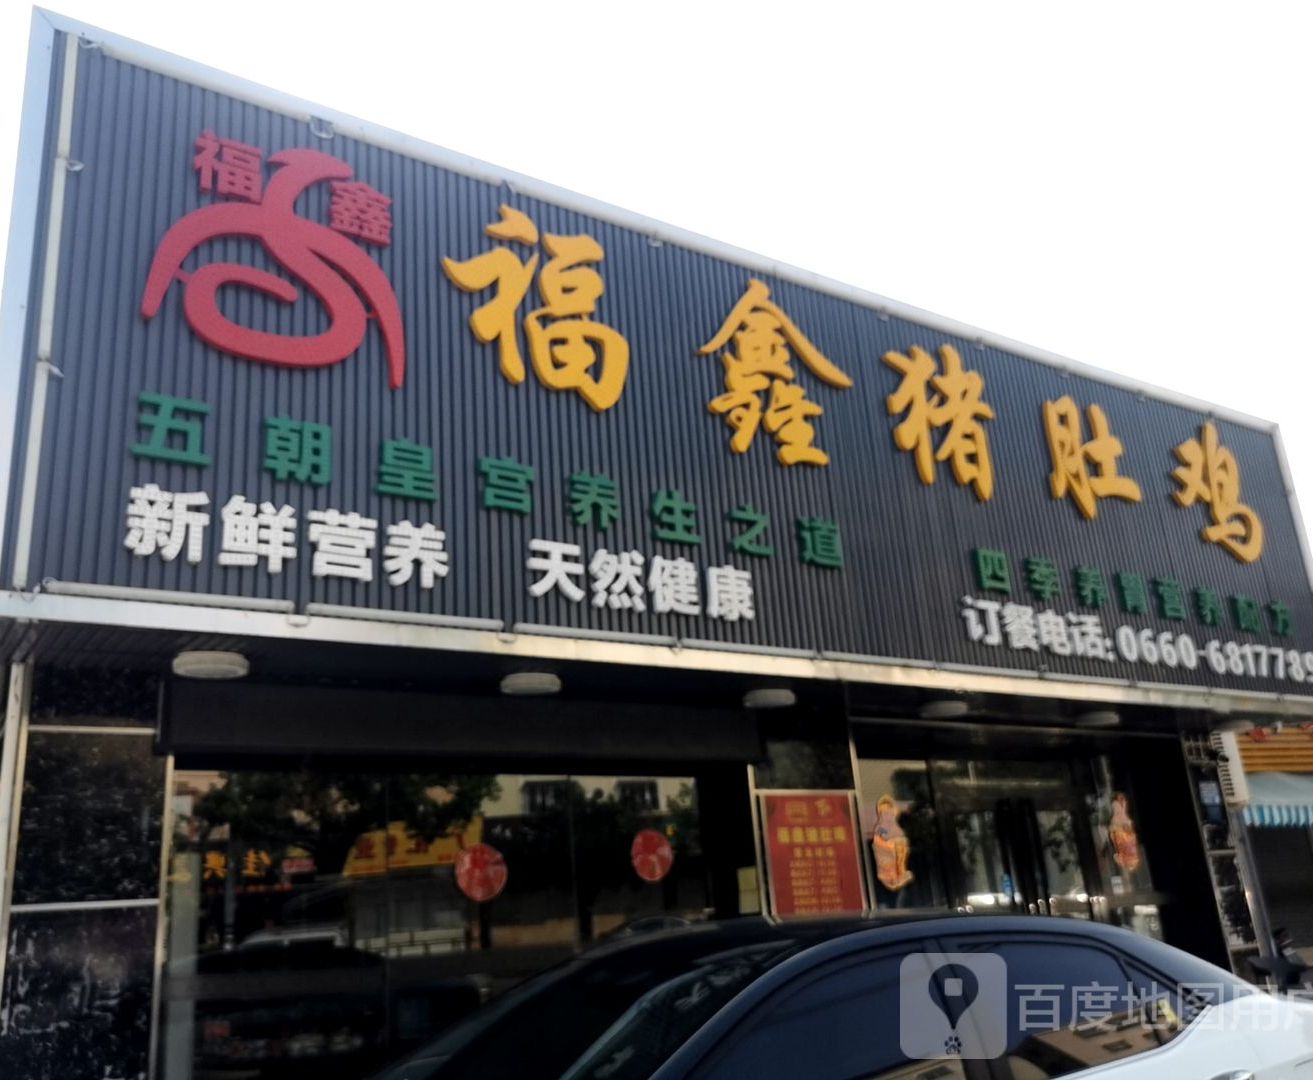 福鑫
福鑫猪肚鸡
五朝皇宫养生之道
新鲜营养 天然健康
四季养胃营养配方
订餐电话: 0660-681778
福鑫猪肚鸡
百度地图用户